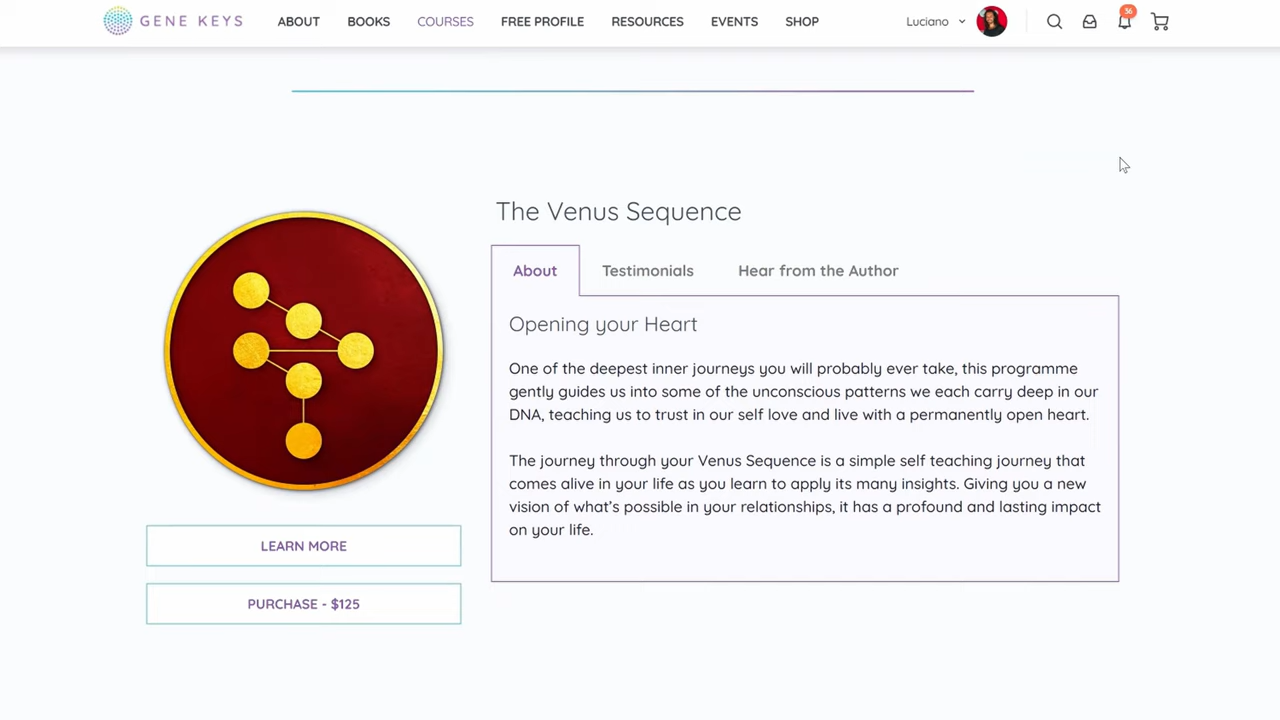 GENE KEYS
ABOUT
BOOKS
COURSES
FREE PROFILE
RESOURCES
EVENTS
SHOP
Luciano
36
The Venus Sequence
About
Testimonials
Hear from the Author
Opening your Heart
One of the deepest inner journeys you will probably ever take, this programme
gently guides us into some of the unconscious patterns we each carry deep in our
DNA, teaching us to trust in our self love and live with a permanently open heart.
The journey through your Venus Sequence is a simple self teaching journey that
comes alive in your life as you learn to apply its many insights. Giving you a new
vision of what's possible in your relationships, it has a profound and lasting impact
on your life.
LEARN MORE
PURCHASE - $125